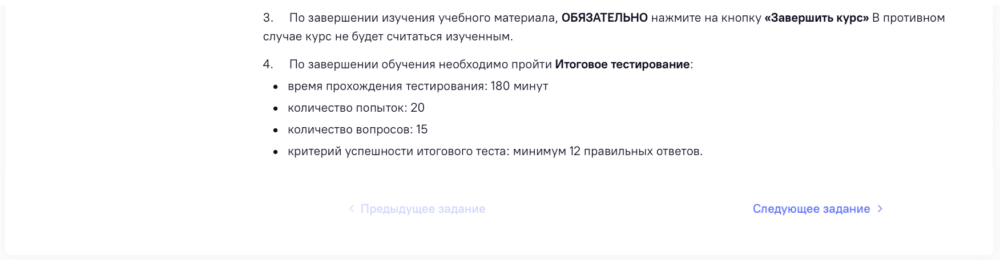 3. По завершении изучения учебного материала, ОБЯЗАТЕЛЬНО нажмите на кнопку «Завершить курс» В противном
случае курс не будет считаться изученным.
4. По завершении обучения необходимо пройти Итоговое тестирование:
• время прохождения тестирования: 180 минут
• количество попыток: 20
• количество вопросов: 15
• критерий успешности итогового теста: минимум 12 правильных ответов.
< Предыдущее задание
Следующее задание >